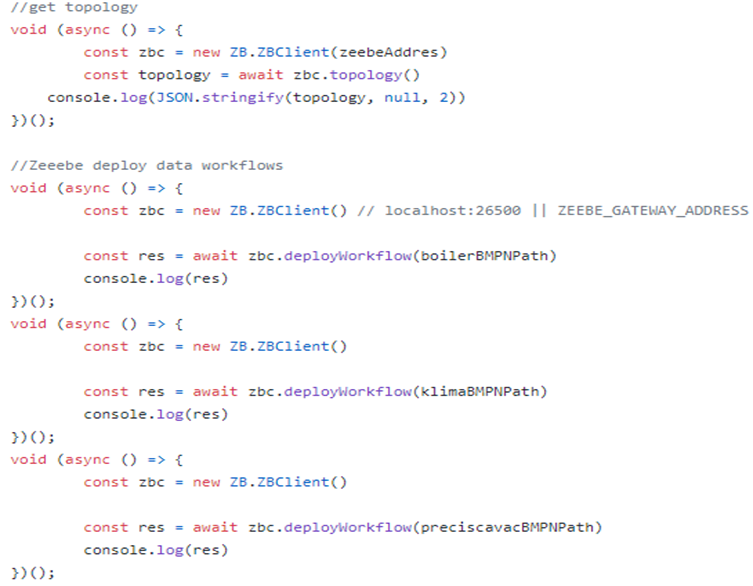 //get topology
void (async () => {
        const zbc = new ZB.ZBClient(zeebeAddres)
        const topology = await zbc.topology()
    console.log(JSON.stringify(topology, null, 2))
})();

//Zeeebe deploy data workflows
void (async () => {
        const zbc = new ZB.ZBClient() // localhost:26500 || ZEEBE_GATEWAY_ADDRESS

        const res = await zbc.deployWorkflow(boilerBMPNPath)
        console.log(res)
})();
void (async () => {
        const zbc = new ZB.ZBClient()

        const res = await zbc.deployWorkflow(klimaBMPNPath)
        console.log(res)
})();
void (async () => {
        const zbc = new ZB.ZBClient()

        const res = await zbc.deployWorkflow(preciscavacBMPNPath)
        console.log(res)
})();